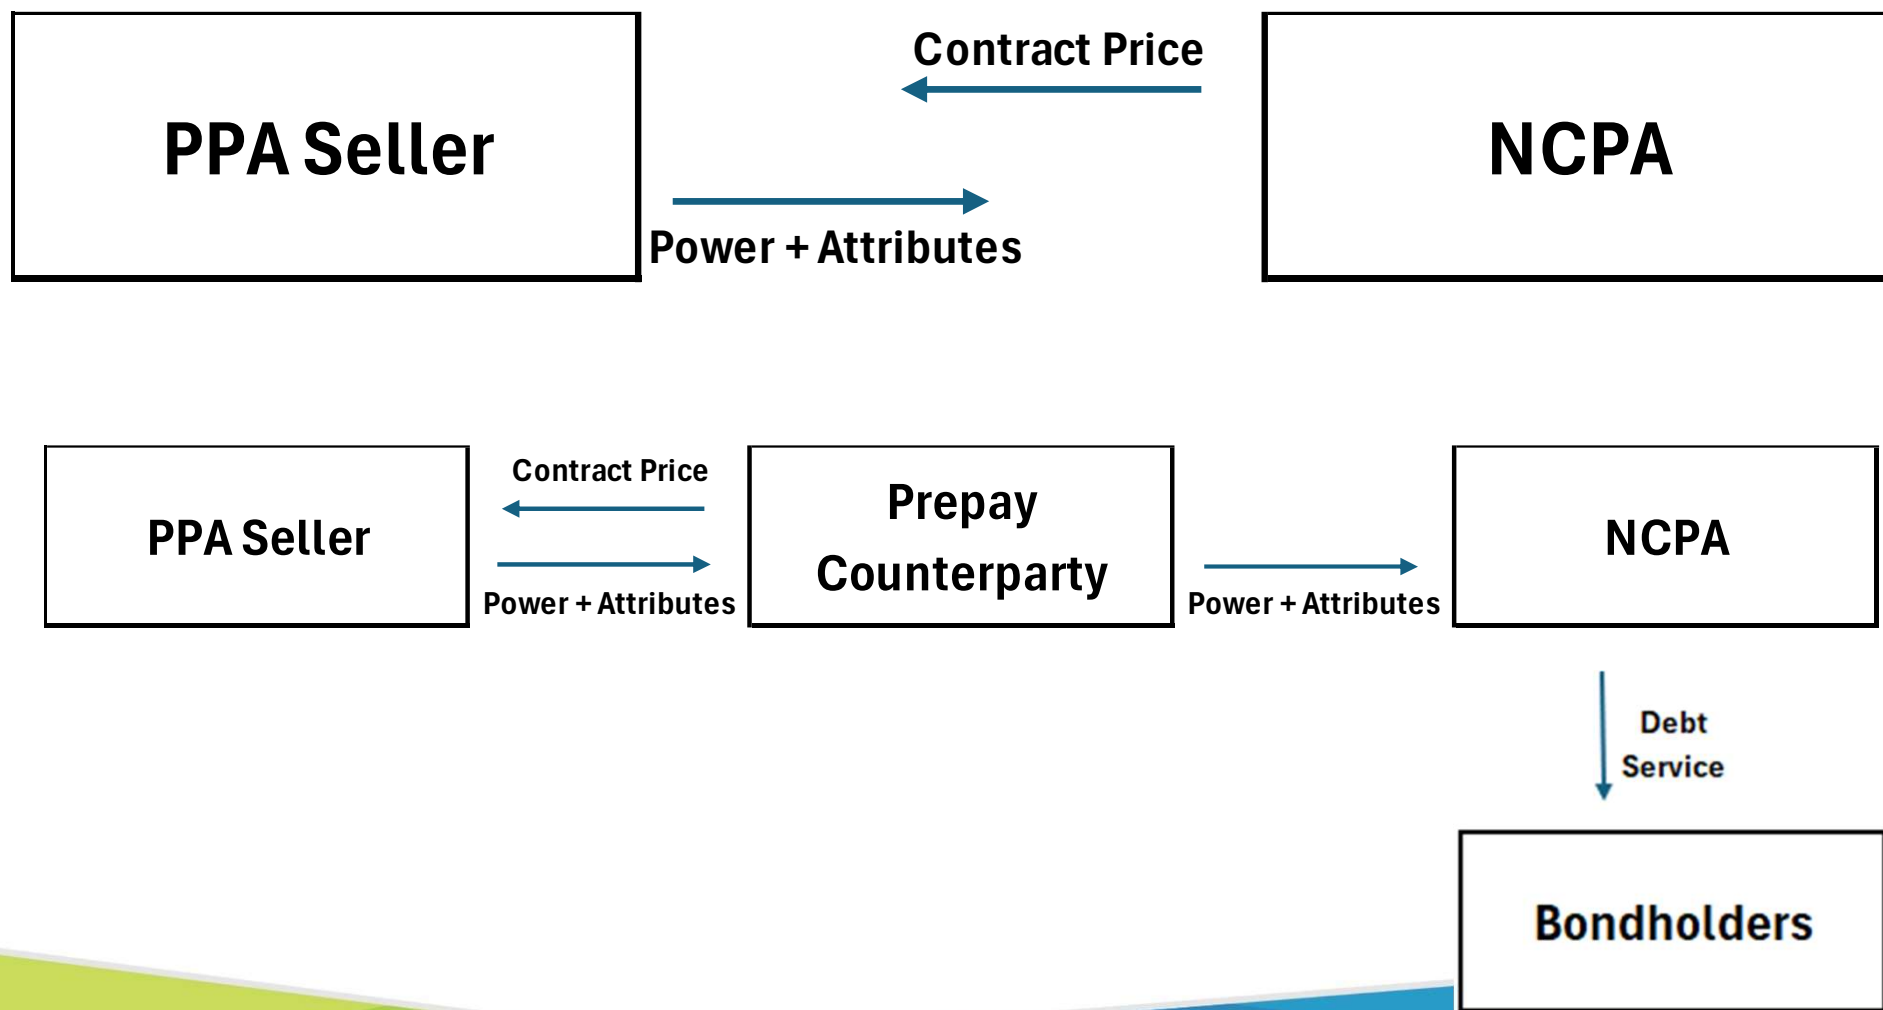 Contract Price
PPA Seller
NCPA
Power + Attributes
Contract Price
PPA Seller
Power + Attributes
Prepay
Counterparty
Power + Attributes
NCPA
Debt
Service
Bondholders